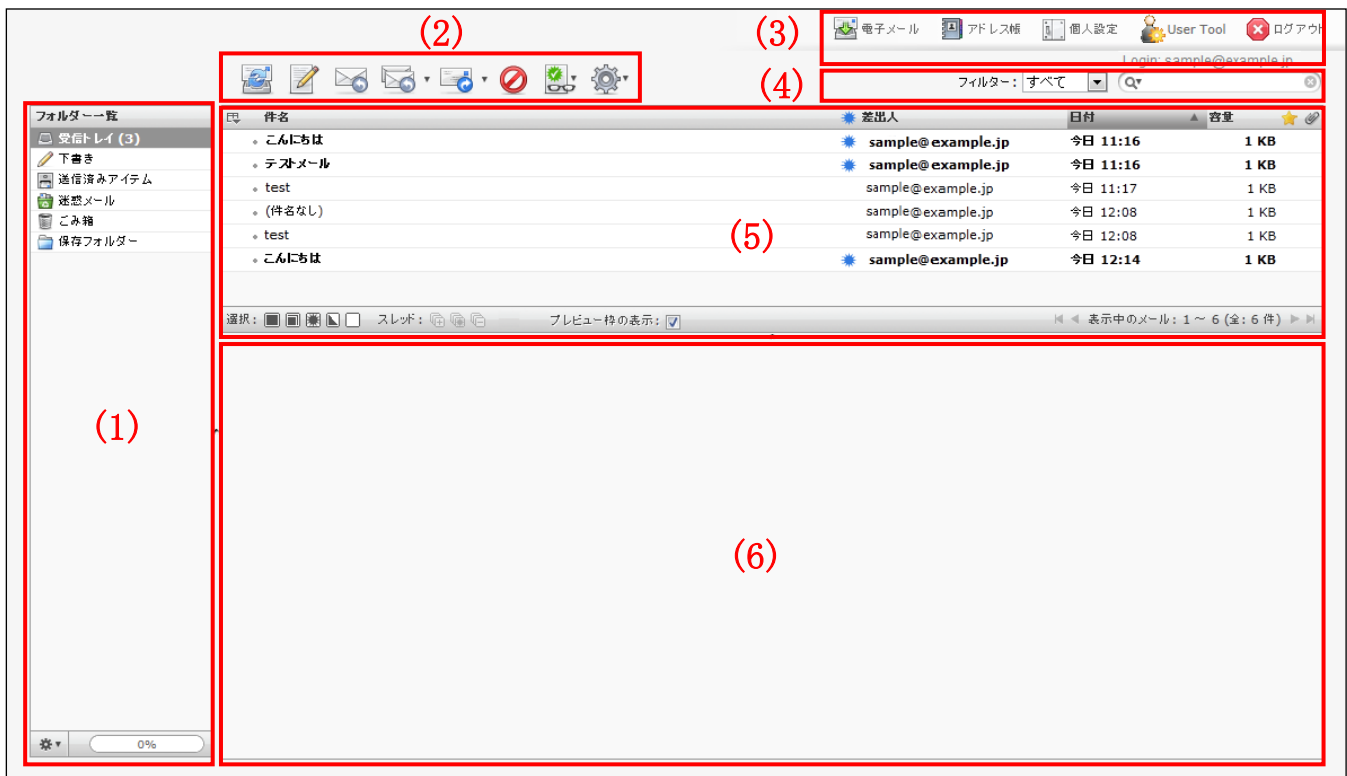 (2)
(3)
電子メール アドレス帳 個人設定 User Tool ログアウト
Login: sample@example.jp
(4)
フィルター: すべて
フォルダー一覧
受信トレイ (3)
下書き
送信済みアイテム
迷惑メール
ごみ箱
保存フォルダー
(1)
0%
件名 差出人 日付 容量
こんにちは sample@example.jp 今日 11:16 1 KB
テストメール sample@example.jp 今日 11:16 1 KB
test sample@example.jp 今日 11:17 1 KB
(件名なし) sample@example.jp 今日 12:08 1 KB
test sample@example.jp 今日 12:08 1 KB
こんにちは sample@example.jp 今日 12:14 1 KB
(5)
選択: スレッド: プレビュー枠の表示: 表示中のメール: 1 ～ 6 (全: 6 件)
(6)